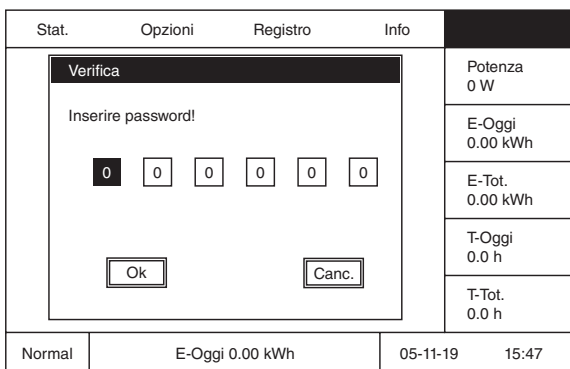 Stat. Opzioni Registro Info
Verifica
Inserire password!
0 0 0 0 0 0
Ok Canc.
Potenza
0 W
E-Oggi
0.00 kWh
E-Tot.
0.00 kWh
T-Oggi
0.0 h
T-Tot.
0.0 h
Normal E-Oggi 0.00 kWh 05-11-19 15:47